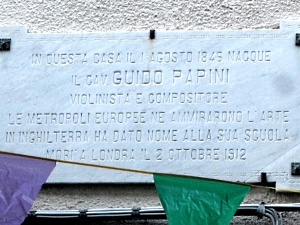 IN QUESTA CASA IL 1 AGOSTO 1846 NACQUE
IL CAV. GUIDO PAPINI
VIOLINISTA E COMPOSITORE
LE METROPOLI EUROPEE NE AMMIRARONO L'ARTE
IN INGHILTERRA HA DATO NOME ALLA SUA SCUOLA
MORÌ A LONDRA IL 2 OTTOBRE 1912